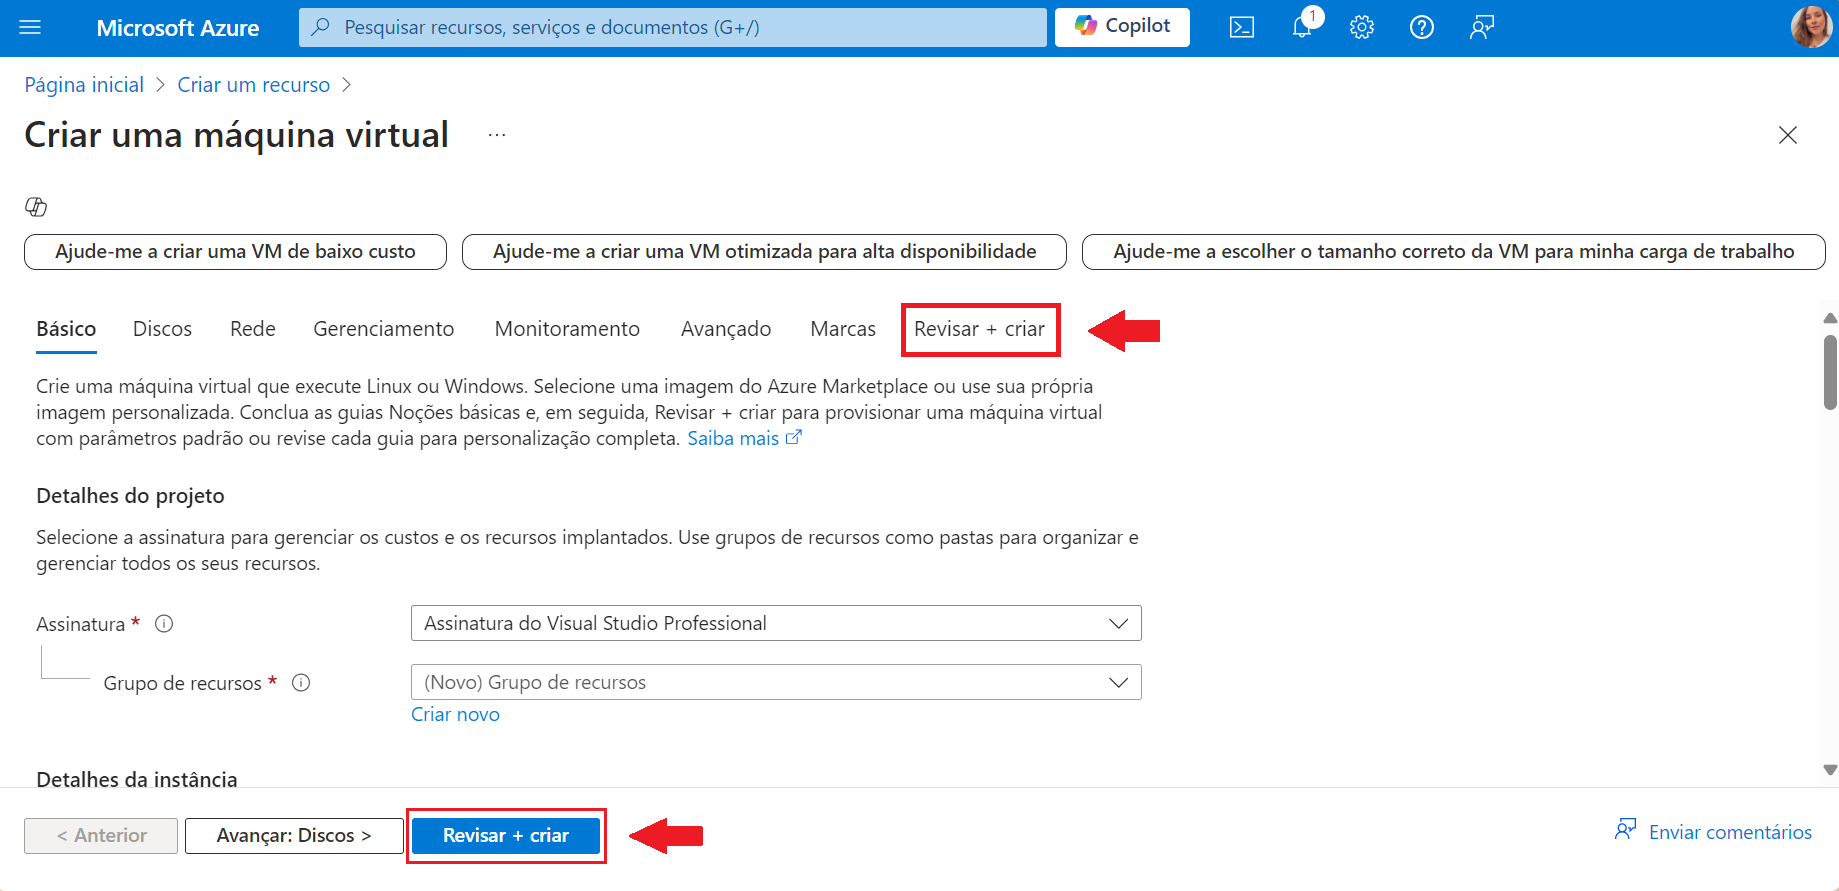 Microsoft Azure
Pesquisar recursos, serviços e documentos (G+/)
Copilot
1
Página inicial > Criar um recurso >
Criar uma máquina virtual ...
Ajude-me a criar uma VM de baixo custo
Ajude-me a criar uma VM otimizada para alta disponibilidade
Ajude-me a escolher o tamanho correto da VM para minha carga de trabalho
Básico Discos Rede Gerenciamento Monitoramento Avançado Marcas Revisar + criar
Crie uma máquina virtual que execute Linux ou Windows. Selecione uma imagem do Azure Marketplace ou use sua própria
imagem personalizada. Conclua as guias Noções básicas e, em seguida, Revisar + criar para provisionar uma máquina virtual
com parâmetros padrão ou revise cada guia para personalização completa. Saiba mais
Detalhes do projeto
Selecione a assinatura para gerenciar os custos e os recursos implantados. Use grupos de recursos como pastas para organizar e
gerenciar todos os seus recursos.
Assinatura *
Assinatura do Visual Studio Professional
Grupo de recursos *
(Novo) Grupo de recursos
Criar novo
Detalhes da instância
< Anterior
Avançar: Discos >
Revisar + criar
Enviar comentários